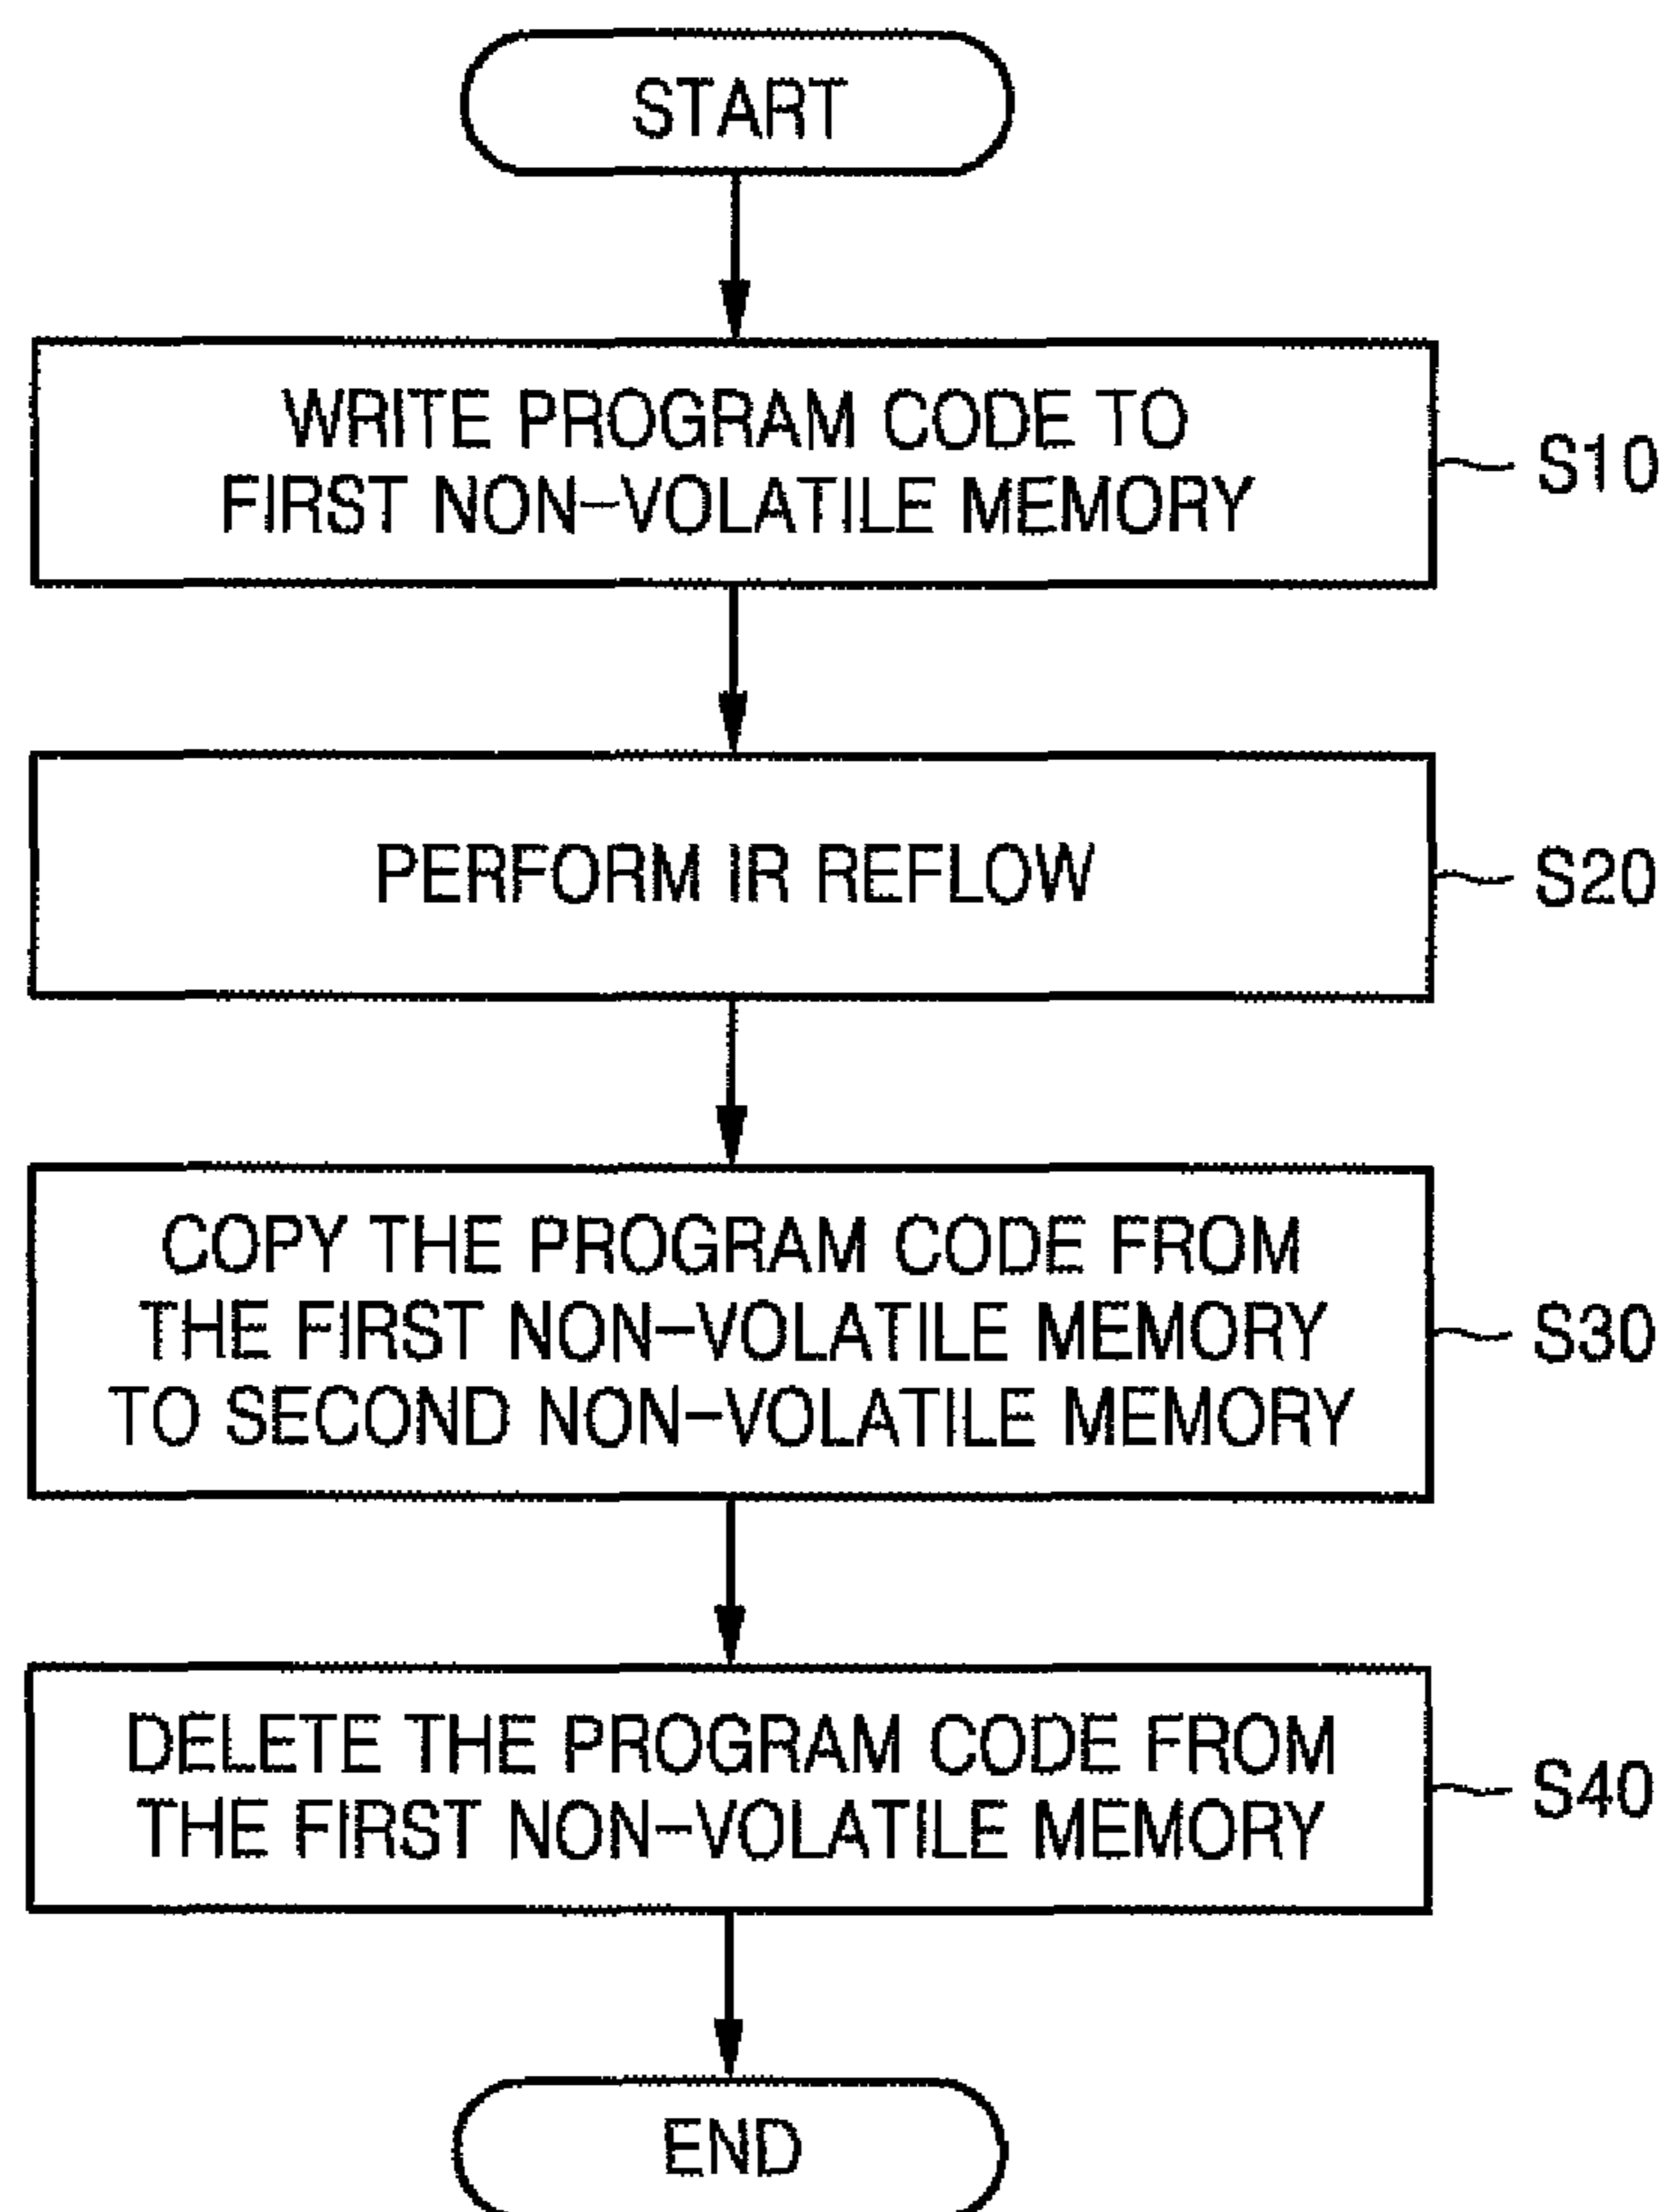 START
WRITE PROGRAM CODE TO
FIRST NON-VOLATILE MEMORY
S10
PERFORM IR REFLOW
S20
COPY THE PROGRAM CODE FROM
THE FIRST NON-VOLATILE MEMORY
TO SECOND NON-VOLATILE MEMORY
S30
DELETE THE PROGRAM CODE FROM
THE FIRST NON-VOLATILE MEMORY
S40
END